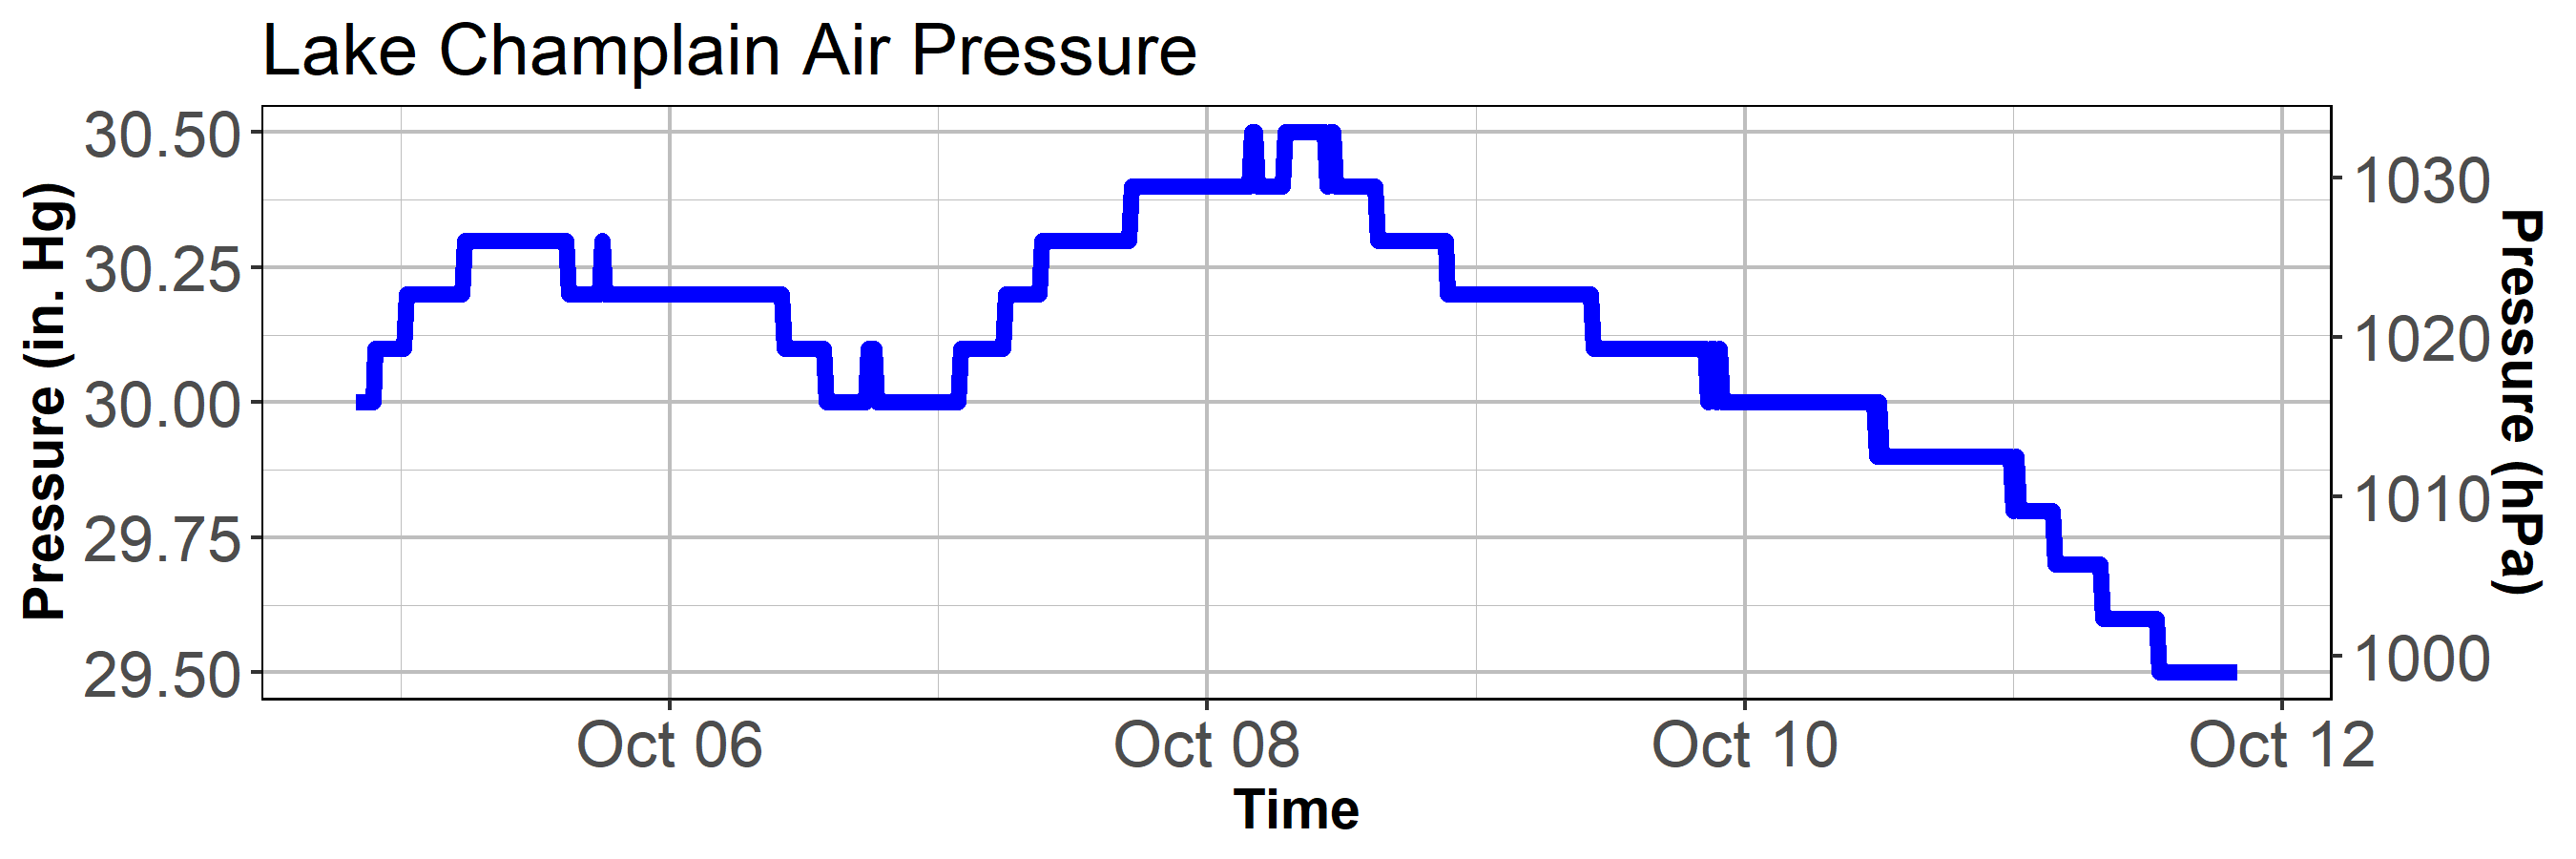 Lake Champlain Air Pressure
Pressure (in. Hg)
30.50
30.25
30.00
29.75
29.50
1030
1020
1010
1000
Pressure (hPa)
Oct 06 Oct 08 Oct 10 Oct 12
Time